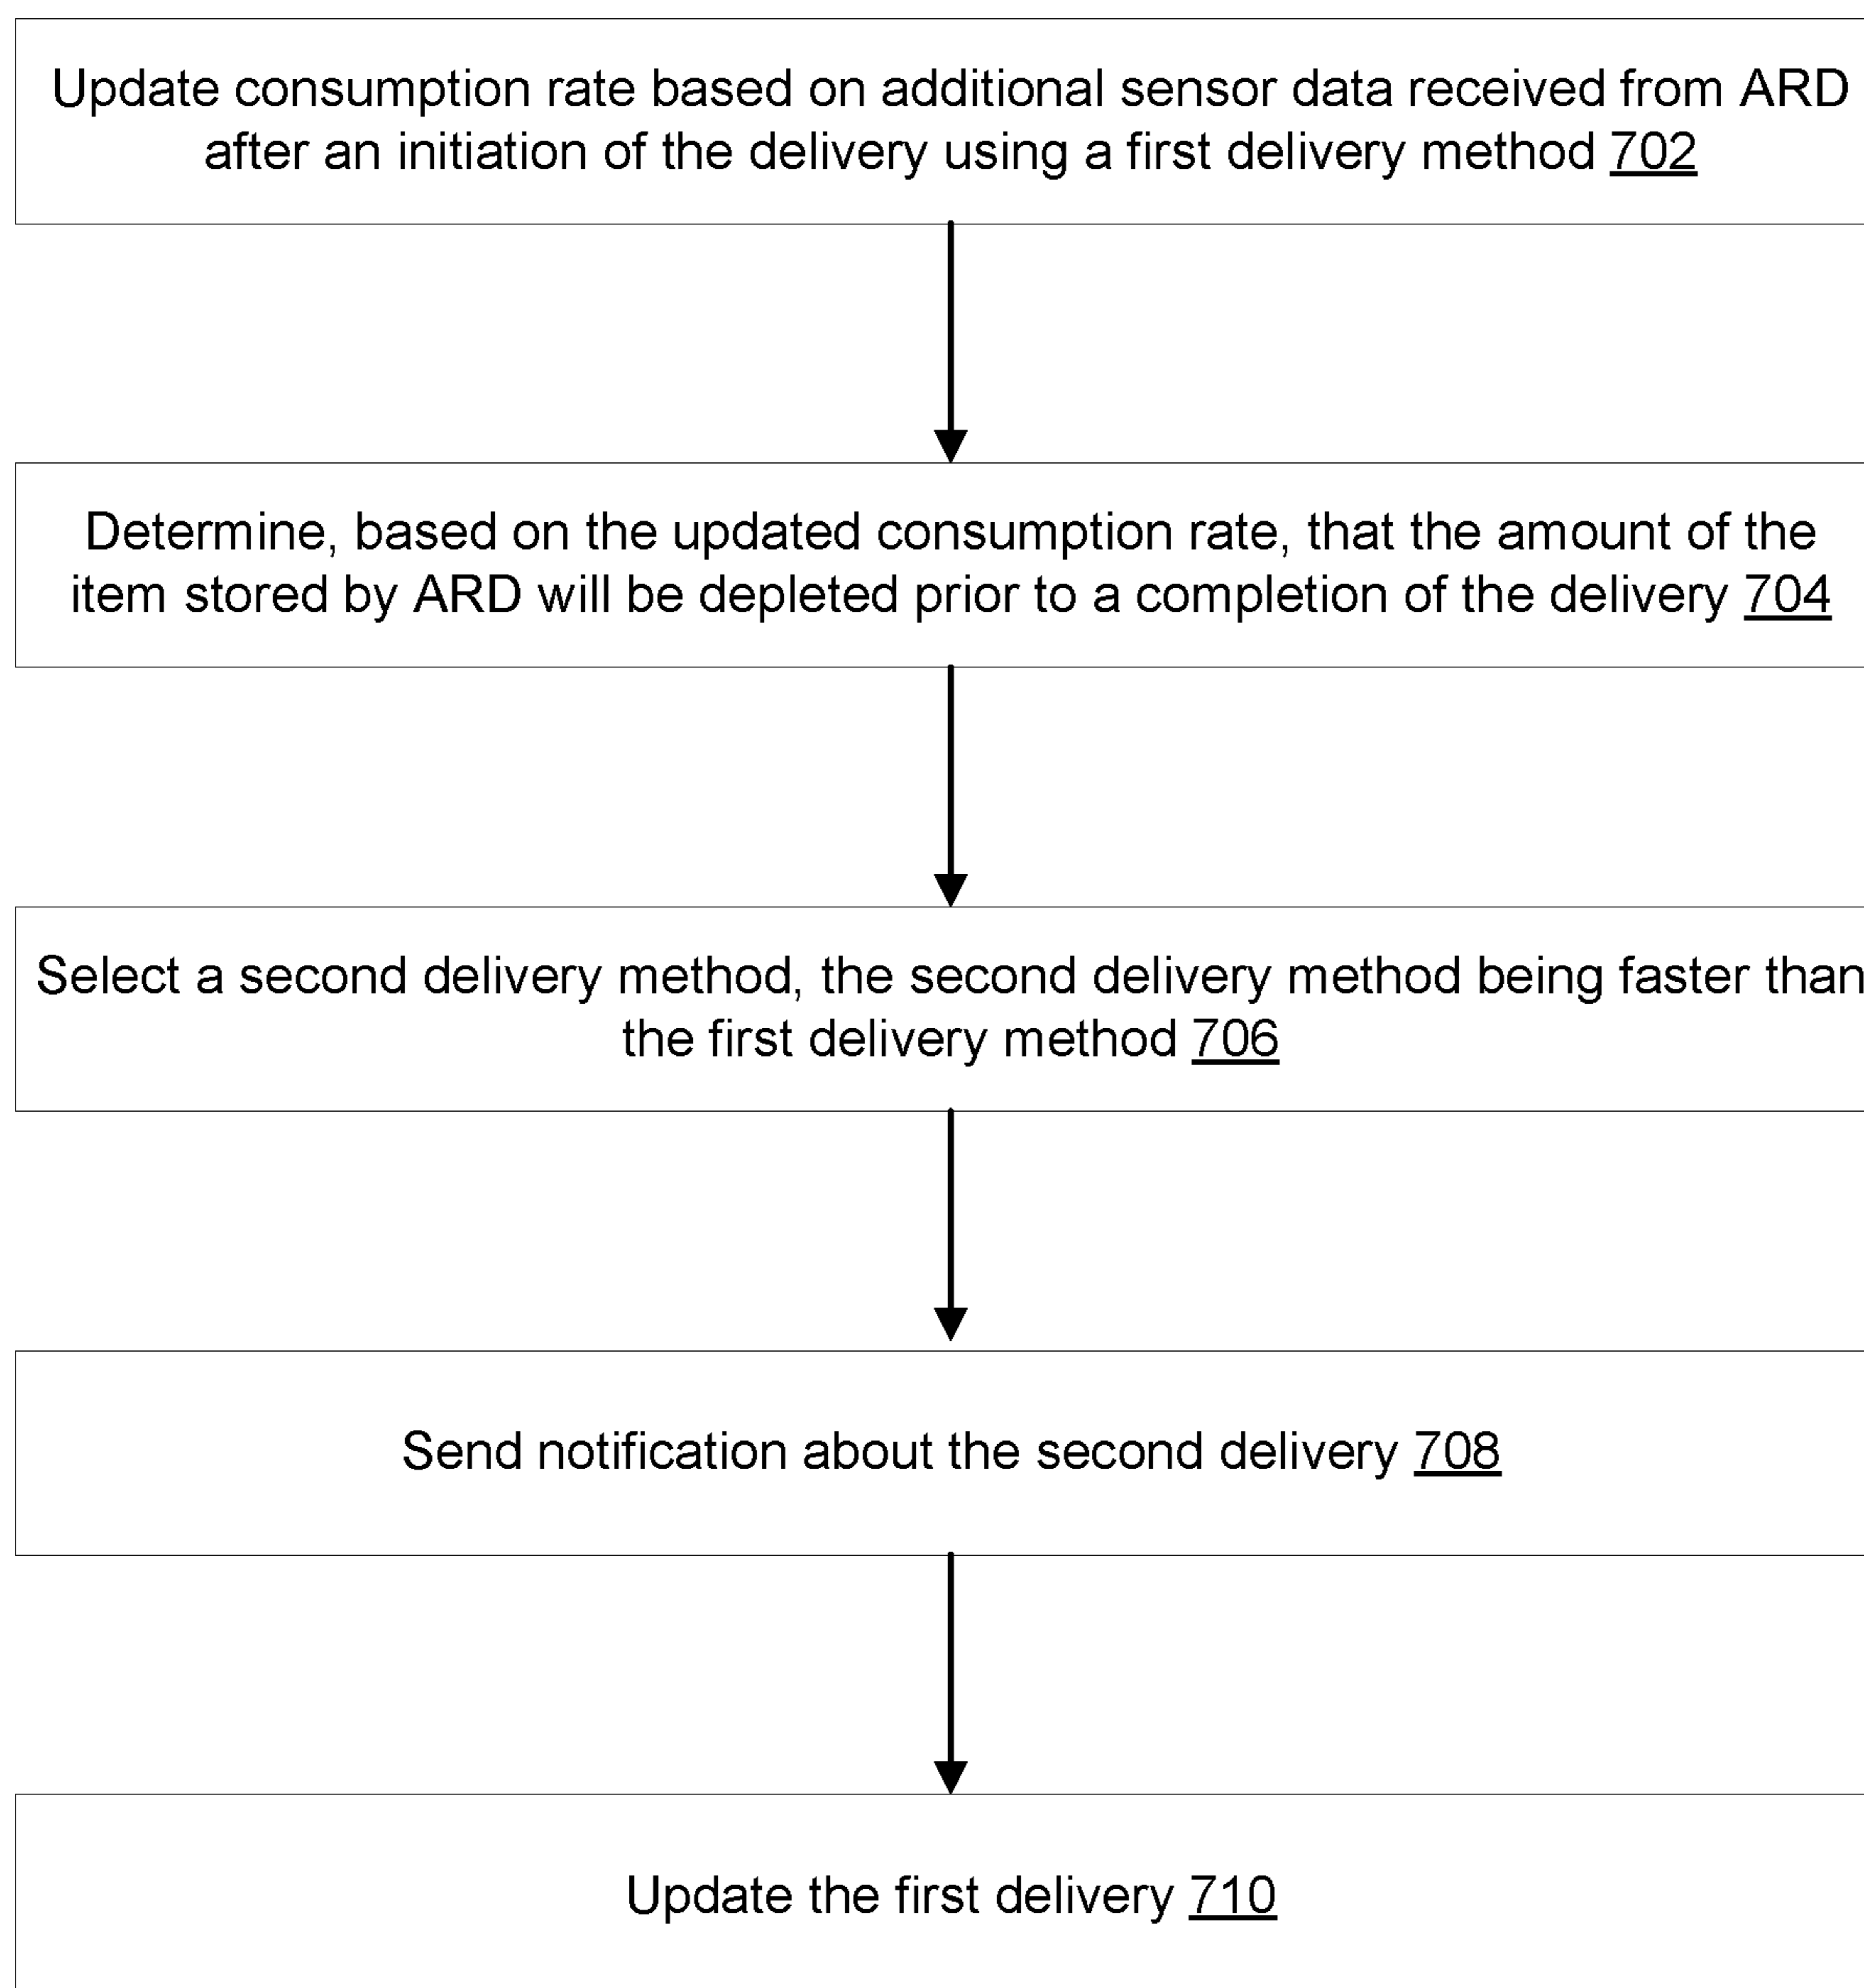 Update consumption rate based on additional sensor data received from ARD
after an initiation of the delivery using a first delivery method 702
Determine, based on the updated consumption rate, that the amount of the
item stored by ARD will be depleted prior to a completion of the delivery 704
Select a second delivery method, the second delivery method being faster than
the first delivery method 706
Send notification about the second delivery 708
Update the first delivery 710